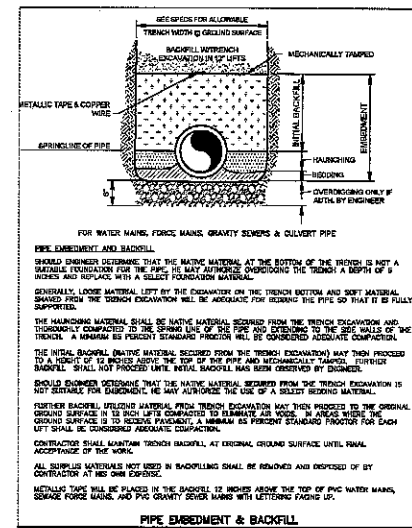 SEE SPECS FOR ALLOWABLE
TRENCH WIDTH @ GROUND SURFACE
BACKFILL W/TRENCH
EXCAVATION IN 12" LIFTS
MECHANICALLY TAMPED
METALLIC TAPE & COPPER
WIRE
INITIAL BACKFILL
EMBEDMENT
SPRINGLINE OF PIPE
HAUNCHING
BEDDING
6"
OVERDIGGING ONLY IF
AUTH. BY ENGINEER
FOR WATER MAINS, FORCE MAINS, GRAVITY SEWERS & CULVERT PIPE
PIPE EMBEDMENT AND BACKFILL
SHOULD ENGINEER DETERMINE THAT THE NATIVE MATERIAL AT THE BOTTOM OF THE TRENCH IS NOT A
SUITABLE FOUNDATION FOR THE PIPE, HE MAY AUTHORIZE OVERDIGGING THE TRENCH A DEPTH OF 6
INCHES AND REPLACE WITH A SELECT FOUNDATION MATERIAL.
GENERALLY, LOOSE MATERIAL LEFT BY THE EXCAVATOR ON THE TRENCH BOTTOM AND SOFT MATERIAL
SHAVED FROM THE TRENCH EXCAVATION WILL BE ADEQUATE FOR BEDDING THE PIPE SO THAT IT IS FULLY
SUPPORTED.
THE HAUNCHING MATERIAL SHALL BE NATIVE MATERIAL SECURED FROM THE TRENCH EXCAVATION AND
THOROUGHLY COMPACTED TO THE SPRING LINE OF THE PIPE AND EXTENDING TO THE SIDE WALLS OF THE
TRENCH. A MINIMUM 85 PERCENT STANDARD PROCTOR WILL BE CONSIDERED ADEQUATE COMPACTION.
THE INITIAL BACKFILL (NATIVE MATERIAL SECURED FROM THE TRENCH EXCAVATION) MAY THEN PROCEED
TO A HEIGHT OF 12 INCHES ABOVE THE TOP OF THE PIPE AND MECHANICALLY TAMPED. FURTHER
BACKFILL SHALL NOT PROCEED UNTIL INITIAL BACKFILL HAS BEEN OBSERVED BY ENGINEER.
SHOULD ENGINEER DETERMINE THAT THE NATIVE MATERIAL SECURED FROM THE TRENCH EXCAVATION IS
NOT SUITABLE FOR EMBEDMENT, HE MAY AUTHORIZE THE USE OF A SELECT BEDDING MATERIAL.
FURTHER BACKFILL UTILIZING MATERIAL FROM TRENCH EXCAVATION MAY THEN PROCEED TO THE ORIGINAL
GROUND SURFACE IN 12 INCH LIFTS COMPACTED TO ELIMINATE AIR VOIDS. IN AREAS WHERE THE
GROUND SURFACE IS TO RECEIVE PAVEMENT, A MINIMUM 95 PERCENT STANDARD PROCTOR FOR EACH
LIFT SHALL BE CONSIDERED ADEQUATE COMPACTION.
CONTRACTOR SHALL MAINTAIN TRENCH BACKFILL AT ORIGINAL GROUND SURFACE UNTIL FINAL
ACCEPTANCE OF THE WORK.
ALL SURPLUS MATERIALS NOT USED IN BACKFILLING SHALL BE REMOVED AND DISPOSED OF BY
CONTRACTOR AT HIS OWN EXPENSE.
METALLIC TAPE WILL BE PLACED IN THE BACKFILL 12 INCHES ABOVE THE TOP OF PVC WATER MAINS,
SEWAGE FORCE MAINS, AND PVC GRAVITY SEWER MAINS WITH LETTERING FACING UP.
PIPE EMBEDMENT & BACKFILL